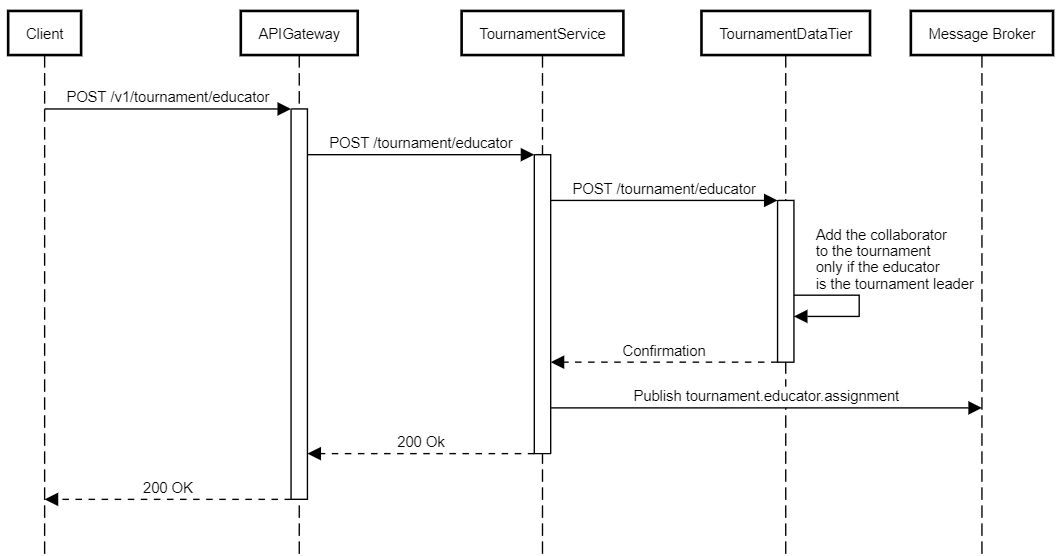 Client
APIGateway
TournamentService
TournamentDataTier
Message Broker
POST /v1/tournament/educator
POST /tournament/educator
POST /tournament/educator
Add the collaborator
to the tournament
only if the educator
is the tournament leader
Confirmation
Publish tournament.educator.assignment
200 Ok
200 OK